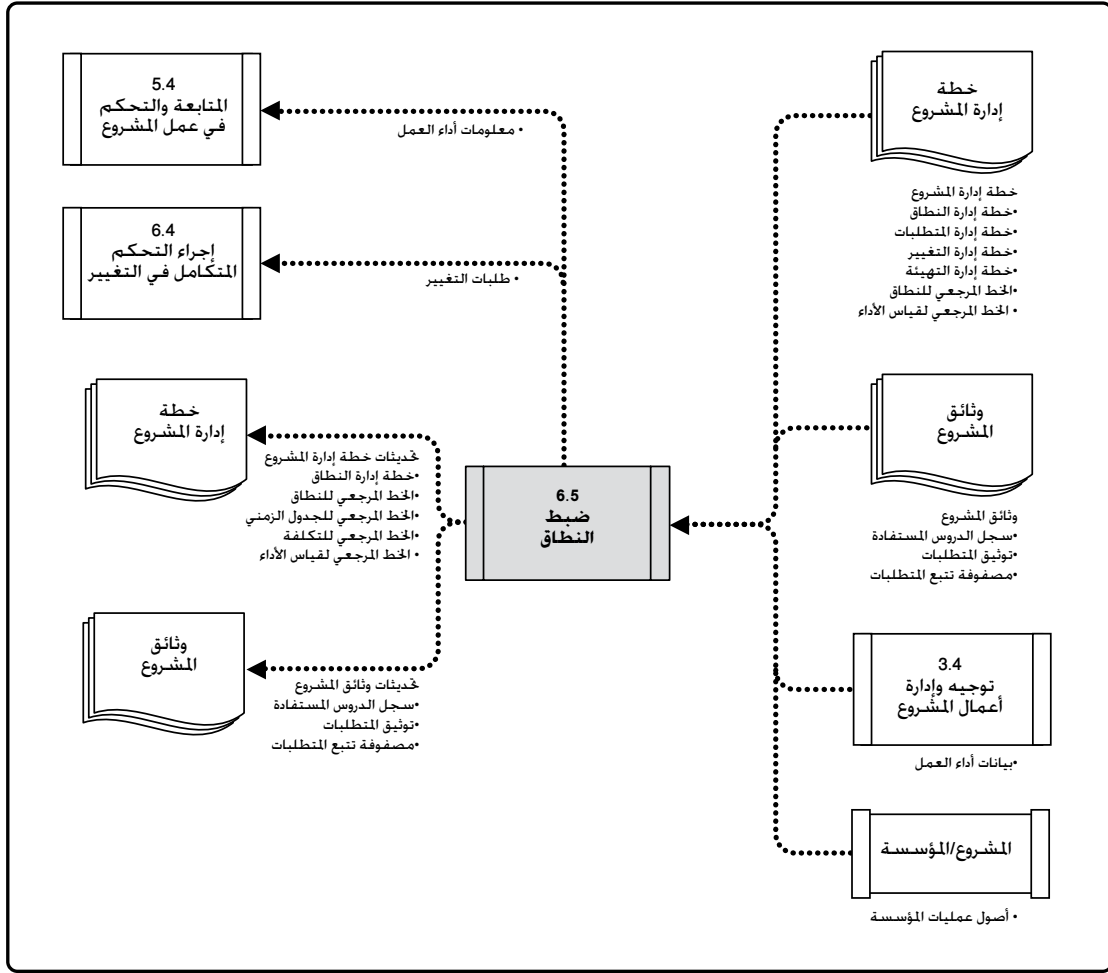 خطة
إدارة المشروع
خطة إدارة المشروع
•خطة إدارة النطاق
•خطة إدارة المتطلبات
•خطة إدارة التغيير
•خطة إدارة التهيئة
•الخط المرجعي للنطاق
• الخط المرجعي لقياس الأداء
وثائق
المشروع
وثائق المشروع
•سجل الدروس المستفادة
•توثيق المتطلبات
•مصفوفة تتبع المتطلبات
3.4
توجيه وإدارة
أعمال المشروع
•بيانات أداء العمل
المشروع/المؤسسة
• أصول عمليات المؤسسة
6.5
ضبط
النطاق
5.4
المتابعة والتحكم
في عمل المشروع
• معلومات أداء العمل
6.4
إجراء التحكم
المتكامل في التغيير
• طلبات التغيير
خطة
إدارة المشروع
تحديثات خطة إدارة المشروع
•خطة إدارة النطاق
•الخط المرجعي للنطاق
•الخط المرجعي للجدول الزمني
•الخط المرجعي للتكلفة
• الخط المرجعي لقياس الأداء
وثائق
المشروع
تحديثات وثائق المشروع
•سجل الدروس المستفادة
•توثيق المتطلبات
•مصفوفة تتبع المتطلبات